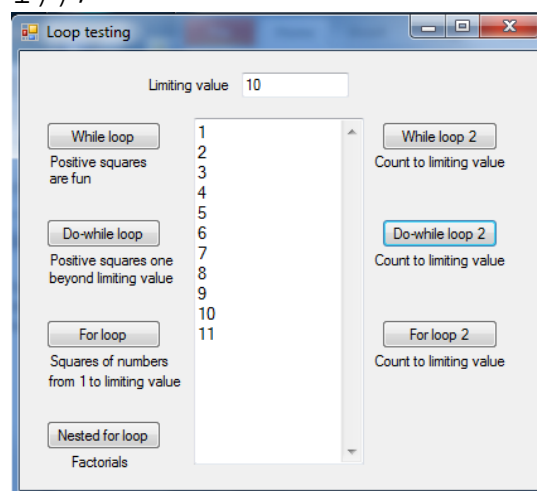 Loop testing
Limiting value 10
While loop
Positive squares
are fun
Do-while loop
Positive squares one
beyond limiting value
For loop
Squares of numbers
from 1 to limiting value
Nested for loop
Factorials
1
2
3
4
5
6
7
8
9
10
11
While loop 2
Count to limiting value
Do-while loop 2
Count to limiting value
For loop 2
Count to limiting value